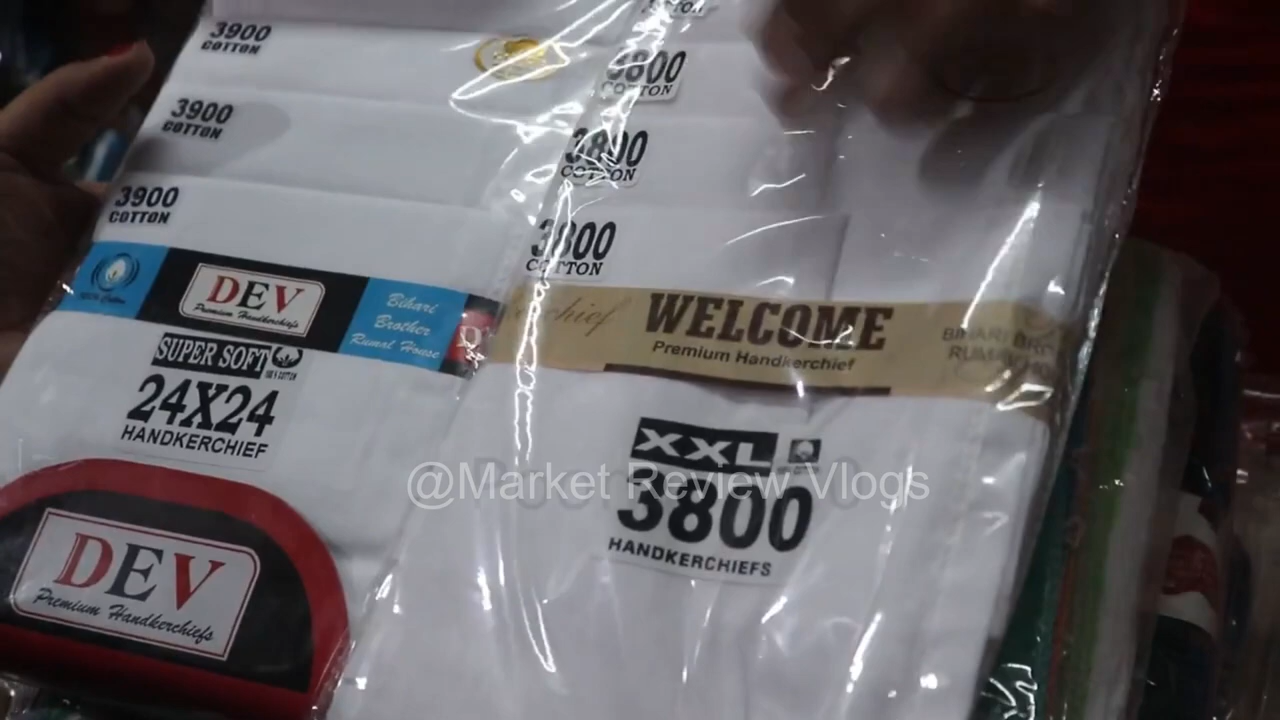 3900
COTTON
3900
COTTON
3900
COTTON
DEV
Premium Handkerchiefs
Bihari
Brother
Rumal House
SUPER SOFT
24X24
HANDKERCHIEF
DEV
Premium Handkerchiefs
3800
COTTON
3800
COTTON
3800
COTTON
WELCOME
Premium Handkerchief
XXL
3800
HANDKERCHIEFS
@Market Review Vlogs